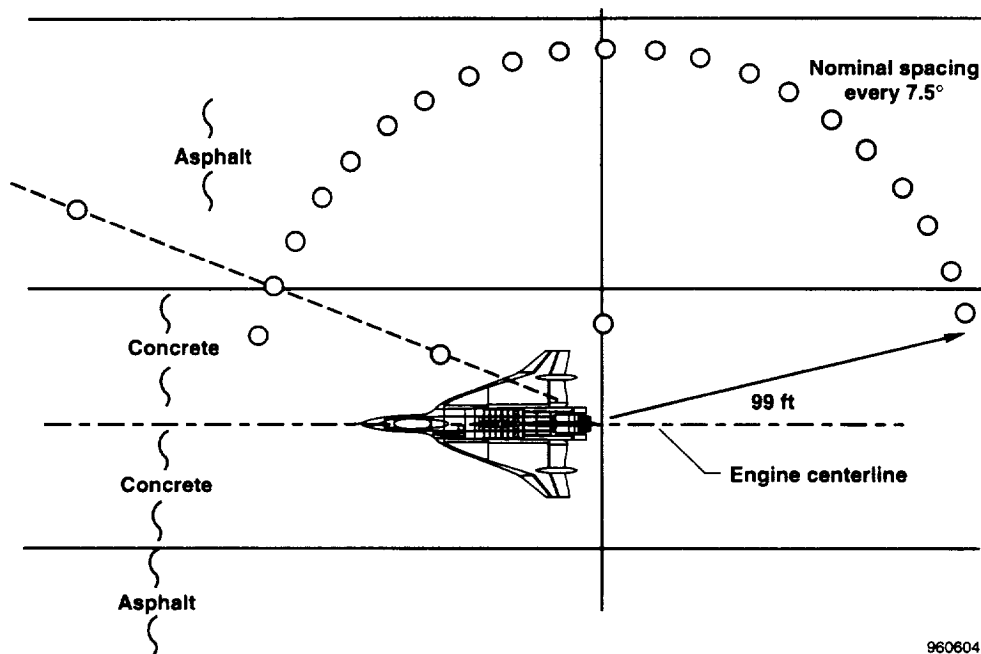 Nominal spacing
every 7.5°
Asphalt
Concrete
99 ft
Engine centerline
Concrete
Asphalt
960604